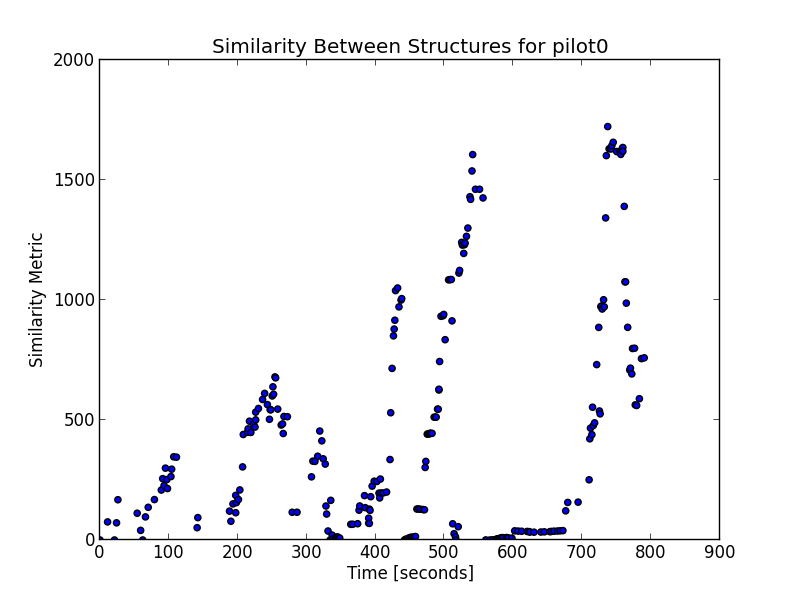 Similarity Between Structures for pilot0
2000
1500
1000
500
0
Similarity Metric
0 100 200 300 400 500 600 700 800 900
Time [seconds]